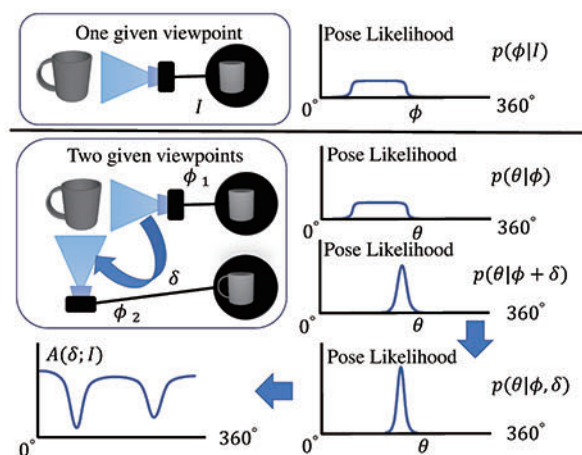 One given viewpoint
I
Pose Likelihood
p(ϕ|I)
0°
ϕ
360°
Two given viewpoints
ϕ 1
δ
ϕ 2
Pose Likelihood
p(θ|ϕ)
0°
θ
360°
Pose Likelihood
p(θ|ϕ + δ)
0°
θ
360°
A(δ; I)
0°
360°
Pose Likelihood
p(θ|ϕ, δ)
0°
θ
360°